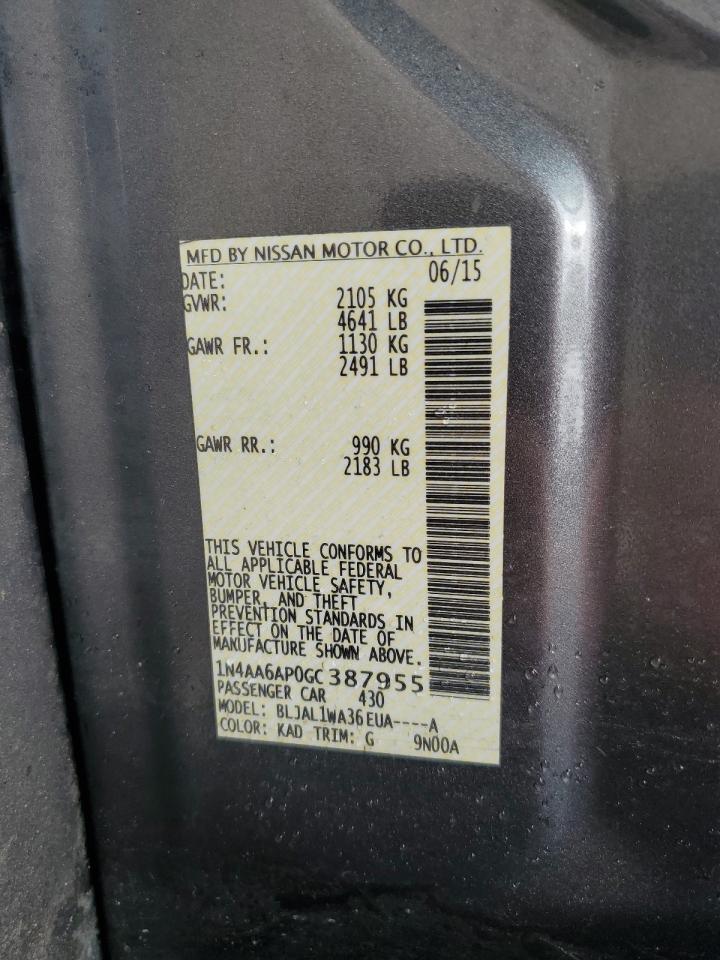 MFD BY NISSAN MOTOR CO., LTD.
DATE: 06/15
GVWR: 2105 KG
4641 LB
GAWR FR.: 1130 KG
2491 LB
GAWR RR.: 990 KG
2183 LB
THIS VEHICLE CONFORMS TO
ALL APPLICABLE FEDERAL
MOTOR VEHICLE SAFETY,
BUMPER, AND THEFT
PREVENTION STANDARDS IN
EFFECT ON THE DATE OF
MANUFACTURE SHOWN ABOVE.
1N4AA6AP0GC387955
PASSENGER CAR 430
MODEL: BLJAL1WA36EUA----A
COLOR: KAD TRIM: G 9N00A